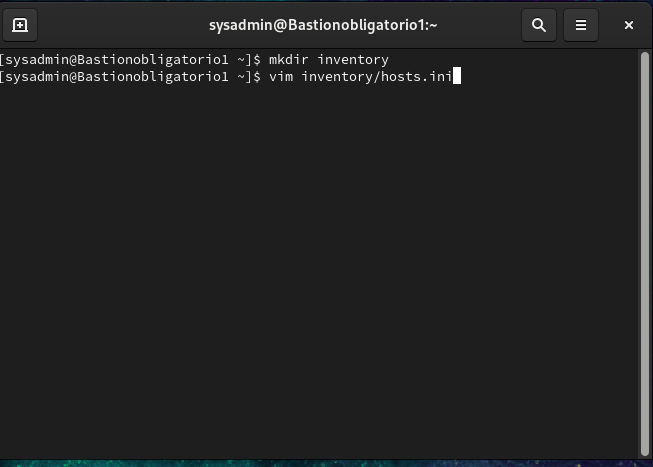 sysadmin@Bastionobligatorio1:~
[sysadmin@Bastionobligatorio1 ~]$ mkdir inventory
[sysadmin@Bastionobligatorio1 ~]$ vim inventory/hosts.ini